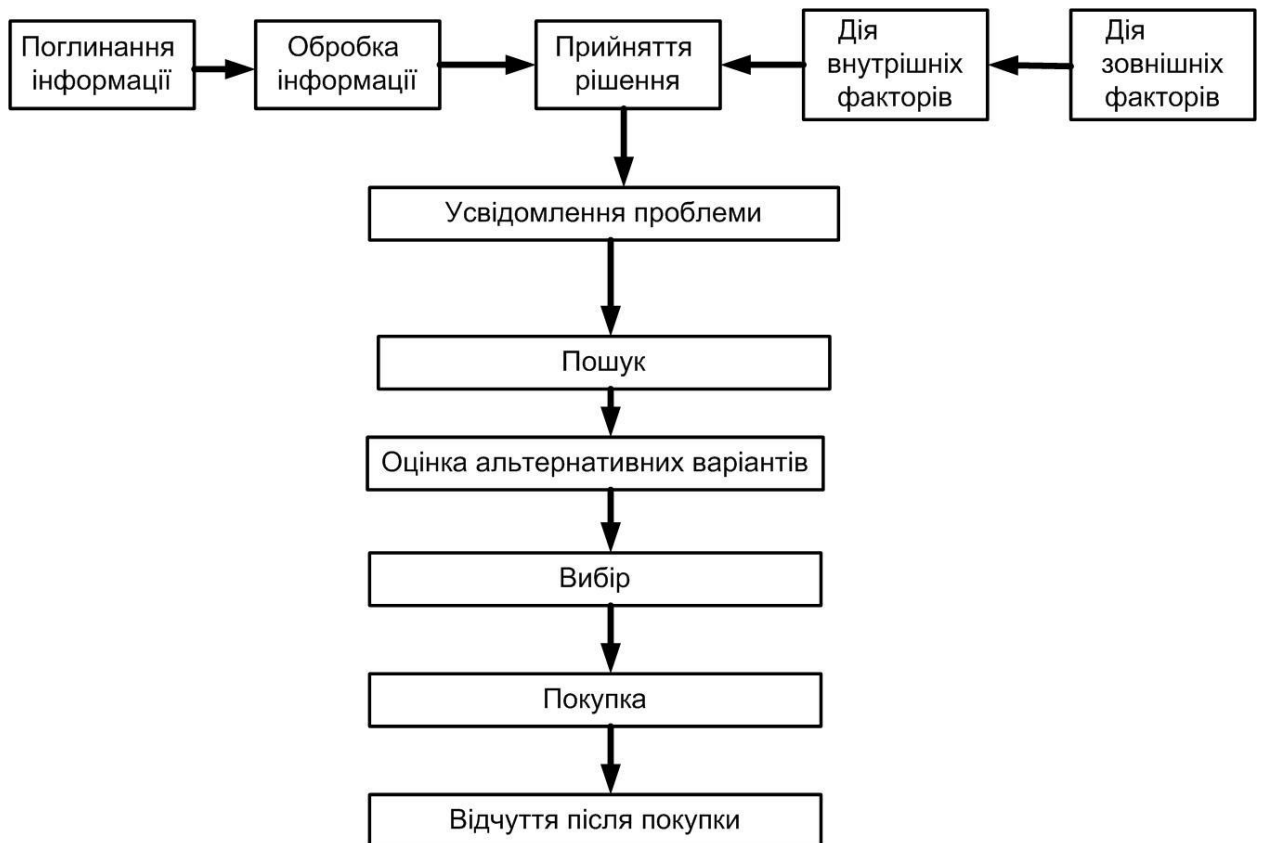 Поглинання
інформації
Обробка
інформації
Прийняття
рішення
Дія
внутрішніх
факторів
Дія
зовнішніх
факторів
Усвідомлення проблеми
Пошук
Оцінка альтернативних варіантів
Вибір
Покупка
Відчуття після покупки